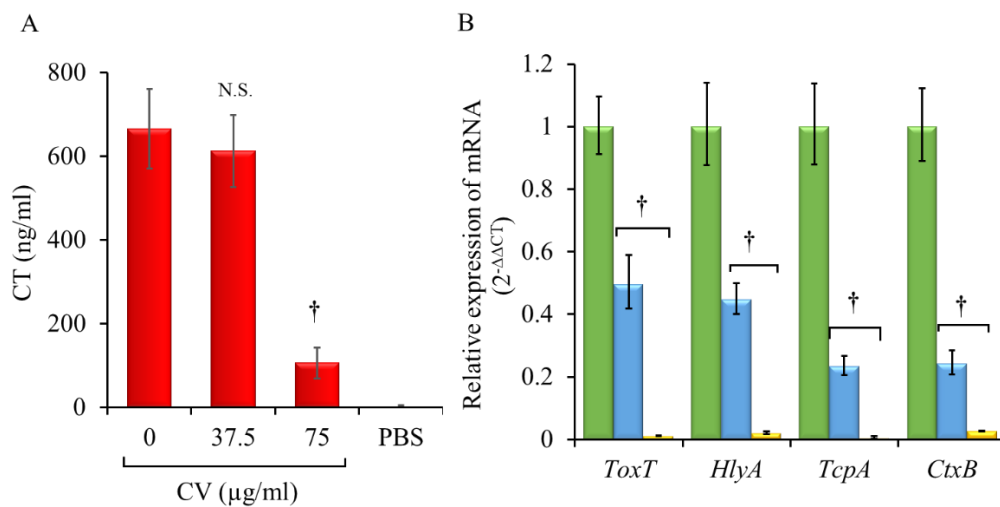 A
800
600
400
200
0
CT (ng/ml)
N.S.
†
0 37.5 75 PBS
CV (µg/ml)
B
1.2
1
0.8
0.6
0.4
0.2
0
Relative expression of mRNA
(2-ΔΔCT)
† † † †
ToxT HlyA TcpA CtxB